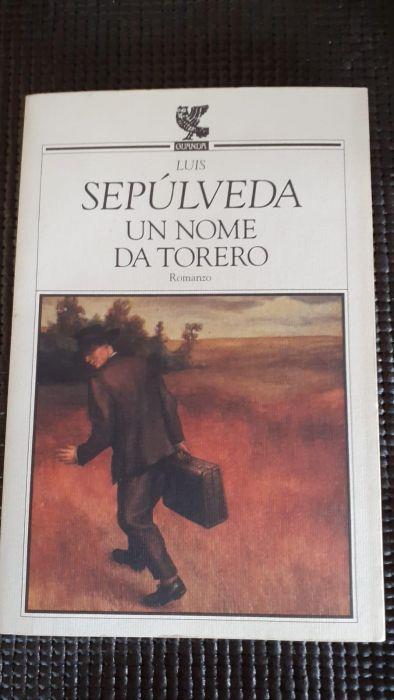 GUANDA
LUIS
SEPÚLVEDA
UN NOME
DA TORERO
Romanzo